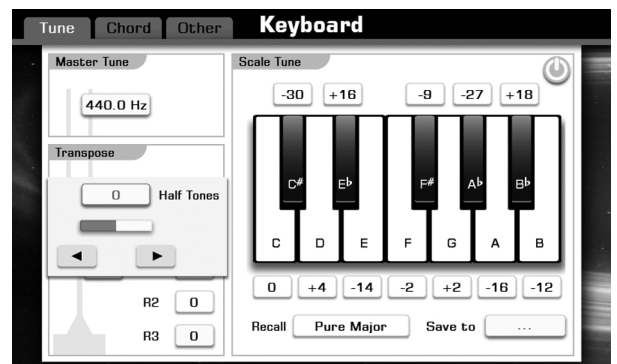 Tune Chord Other Keyboard
Master Tune
440.0 Hz
Transpose
0 Half Tones
R2 0
R3 0
Scale Tune
-30 +16 -9 -27 +18
C# E♭ F# A♭ B♭
C D E F G A B
0 +4 -14 -2 +2 -16 -12
Recall Pure Major Save to ...